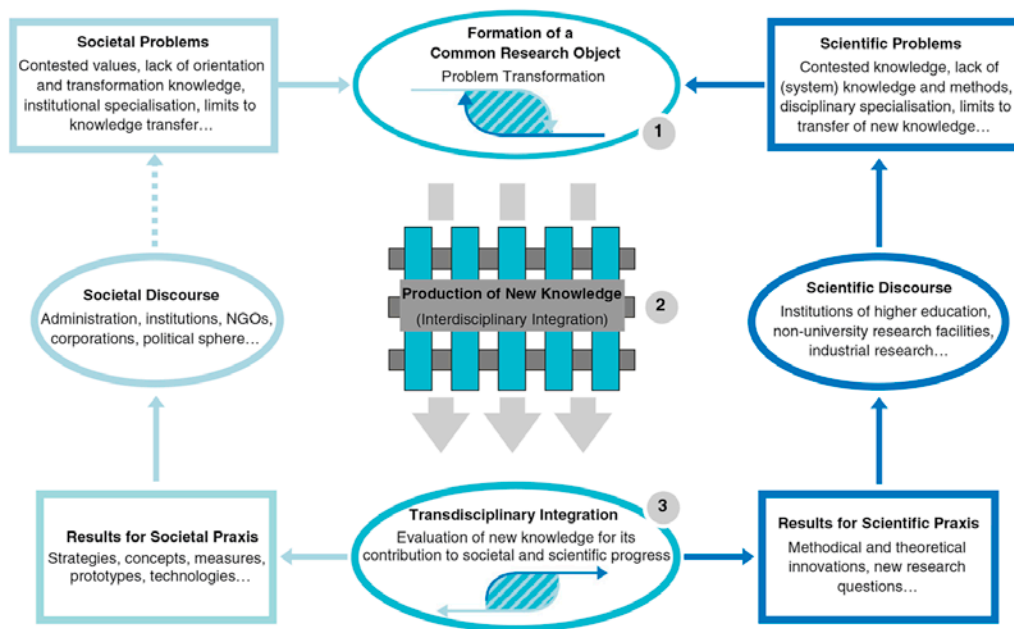 Societal Problems
Contested values, lack of orientation
and transformation knowledge,
institutional specialisation, limits to
knowledge transfer…
Formation of a
Common Research Object
Problem Transformation
1
Scientific Problems
Contested knowledge, lack of
(system) knowledge and methods,
disciplinary specialisation, limits to
transfer of new knowledge…
Societal Discourse
Administration, institutions, NGOs,
corporations, political sphere…
Production of New Knowledge
(Interdisciplinary Integration)
2
Scientific Discourse
Institutions of higher education,
non-university research facilities,
industrial research…
Results for Societal Praxis
Strategies, concepts, measures,
prototypes, technologies…
3
Transdisciplinary Integration
Evaluation of new knowledge for its
contribution to societal and scientific progress
Results for Scientific Praxis
Methodical and theoretical
innovations, new research
questions…